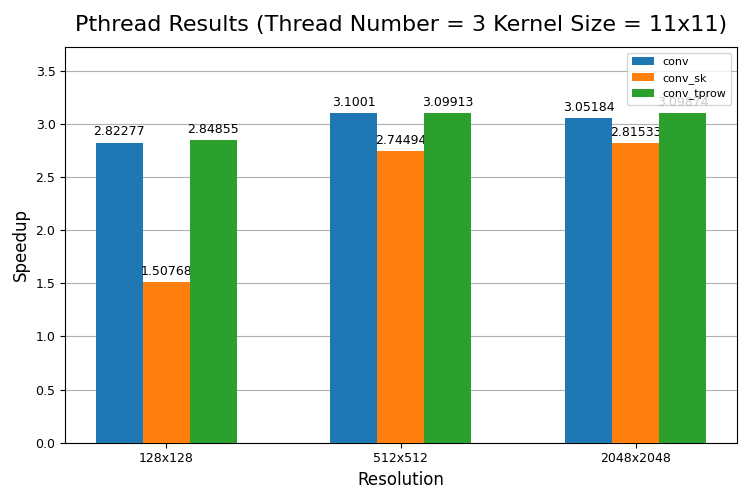 Pthread Results (Thread Number = 3 Kernel Size = 11x11)
Speedup
3.5
3.0
2.5
2.0
1.5
1.0
0.5
0.0
conv
conv_sk
conv_tprow
2.82277
1.50768
2.84855
3.1001
2.74494
3.09913
3.05184
2.81533
3.09874
128x128
512x512
2048x2048
Resolution